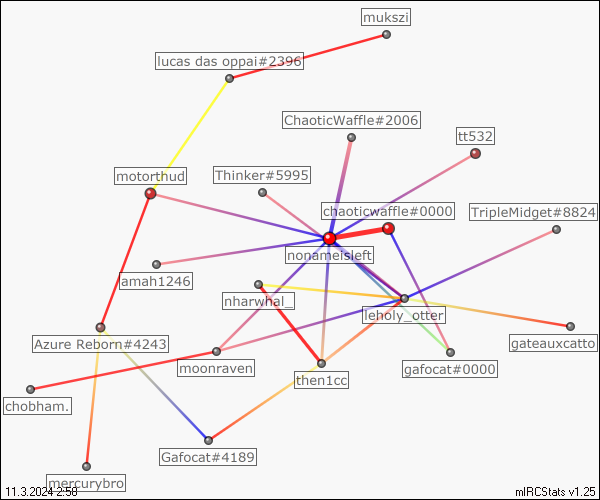 mukszi
lucas das oppai#2396
ChaoticWaffle#2006
tt532
motorthud
Thinker#5995
chaoticwaffle#0000
TripleMidget#8824
nonameisleft
amah1246
nharwhal_
leholy_otter
Azure Reborn#4243
gateauxcatto
moonraven
gafocat#0000
then1cc
chobham.
Gafocat#4189
mercurybro
11.3.2024 2:58
mIRCStats v1.25